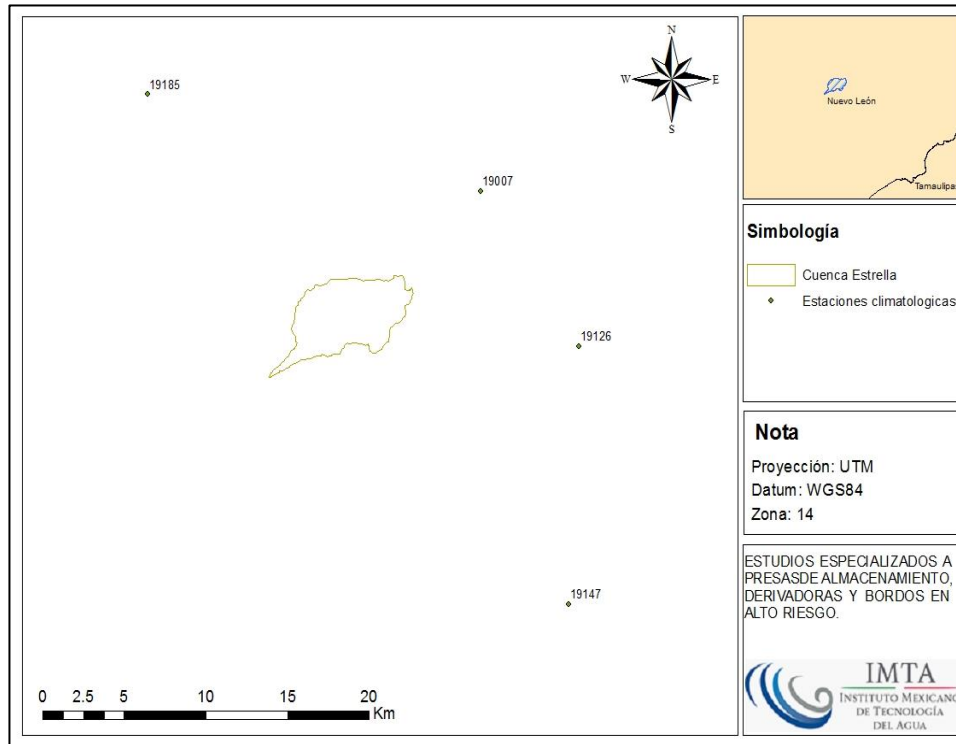 19185
N
W
E
S
19007
19126
19147
0 2.5 5 10 15 20
Km
Nuevo León
Tamaulipa
Simbología
Cuenca Estrella
Estaciones climatologicas
Nota
Proyección: UTM
Datum: WGS84
Zona: 14
ESTUDIOS ESPECIALIZADOS A
PRESASDE ALMACENAMIENTO,
DERIVADORAS Y BORDOS EN
ALTO RIESGO.
IMTA
INSTITUTO MEXICANO
DE TECNOLOGÍA
DEL AGUA